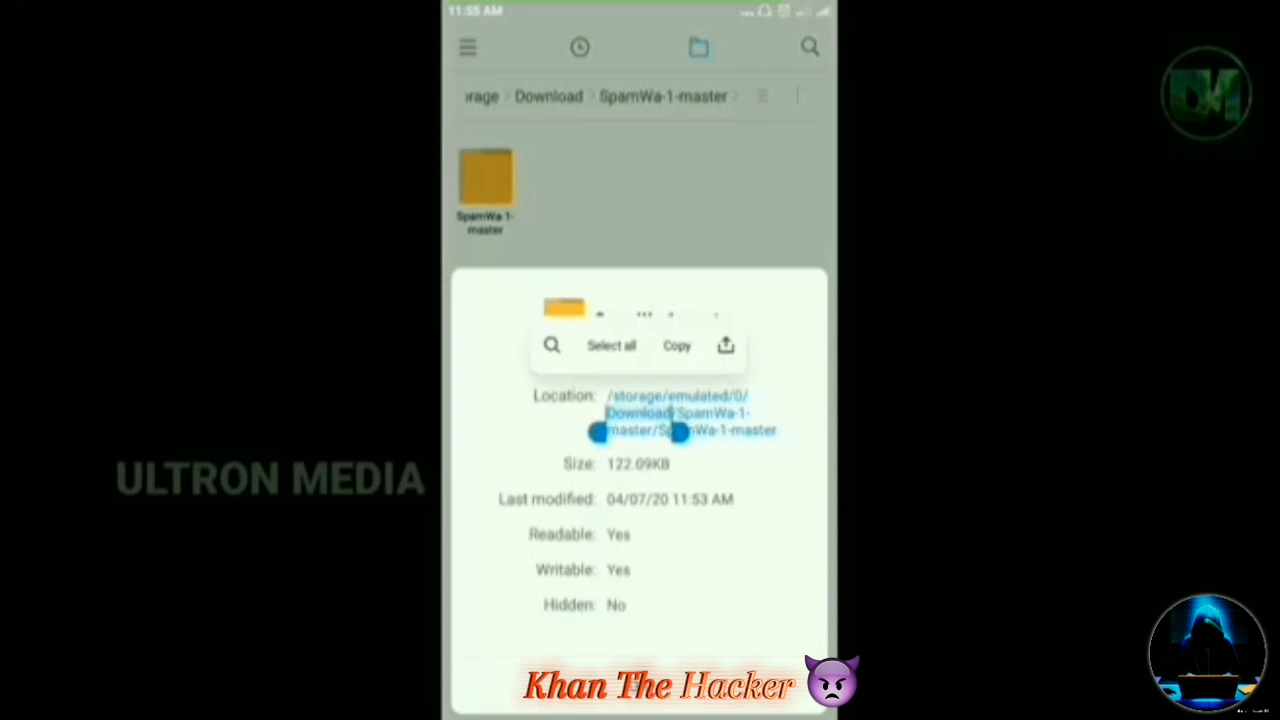 11:55 AM
rage
Download
SpamWa-1-master
SpamWa-1-
master
Select all
Copy
Location: /storage/emulated/0/
Download/SpamWa-1-
master/SpamWa-1-master
Size: 122.09KB
Last modified: 04/07/20 11:53 AM
Readable: Yes
Writable: Yes
Hidden: No
ULTRON MEDIA
Khan The Hacker